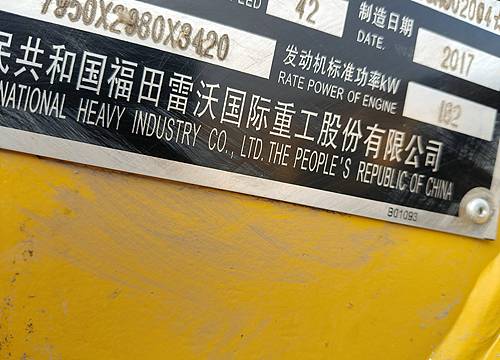 7950X2980X3420
42
制造日期
DATE.
2017
发动机标准功率kW
RATE POWER OF ENGINE
162
民共和国福田雷沃国际重工股份有限公司
NATIONAL HEAVY INDUSTRY CO., LTD. THE PEOPLE'S REPUBLIC OF CHINA
S01093